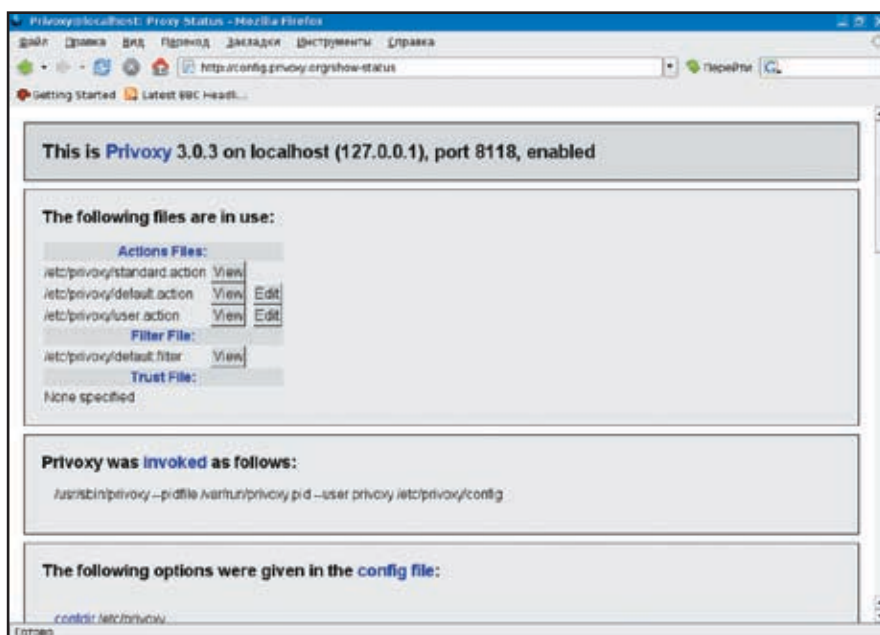 Privoxy@localhost: Proxy Status - Mozilla Firefox
Файл Правка Вид Переход Закладки Инструменты Справка
http://config.privoxy.org/show-status Перейти
Getting Started Latest BBC Headli...
This is Privoxy 3.0.3 on localhost (127.0.0.1), port 8118, enabled
The following files are in use:
Actions Files:
/etc/privoxy/standard.action View
/etc/privoxy/default.action View Edit
/etc/privoxy/user.action View Edit
Filter File:
/etc/privoxy/default.filter View
Trust File:
None specified
Privoxy was invoked as follows:
/usr/sbin/privoxy --pidfile /var/run/privoxy.pid --user privoxy /etc/privoxy/config
The following options were given in the config file:
confdir /etc/privoxy
Готово